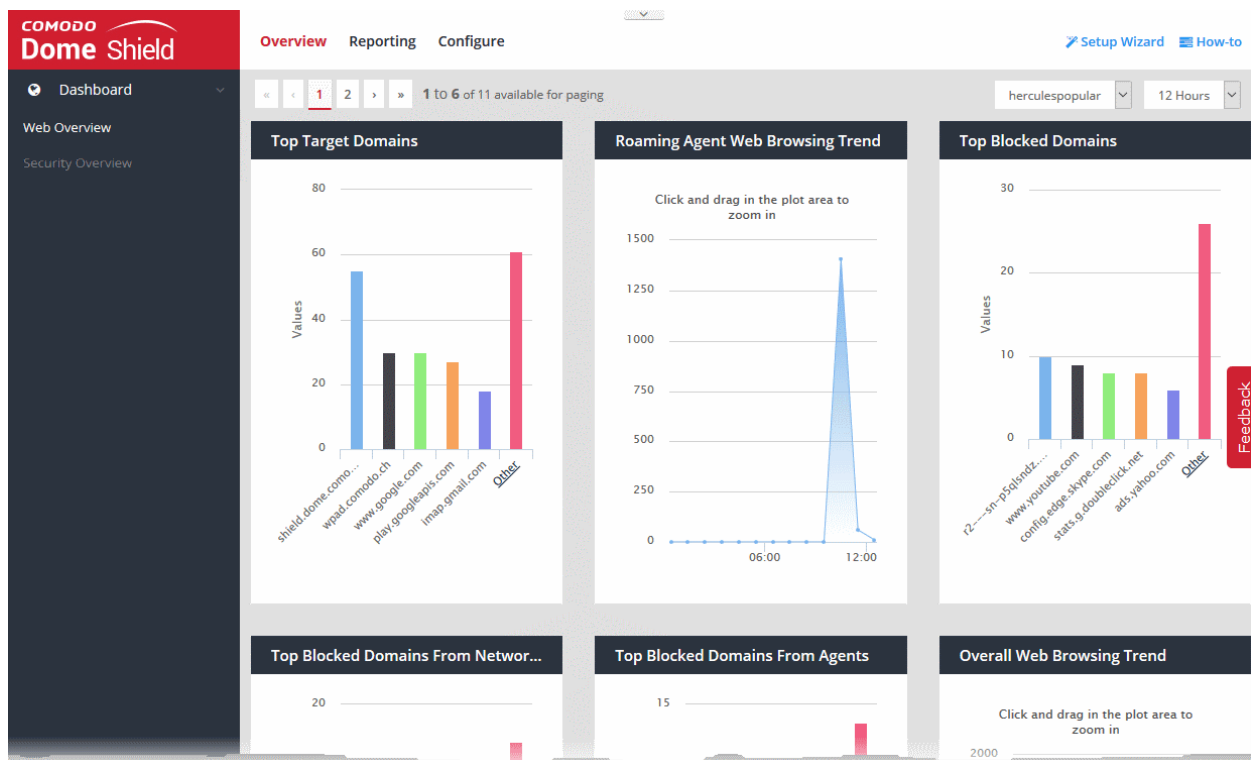 COMODO
Dome Shield
Overview Reporting Configure
Setup Wizard How-to
Dashboard
Web Overview
Security Overview
« ‹ 1 2 › » 1 to 6 of 11 available for paging
herculespopular 12 Hours
Top Target Domains
80
60
40
20
0
Values
shield.dome.como...
wpad.comodo.ch
www.google.com
play.googleapis.com
imap.gmail.com
Other
Roaming Agent Web Browsing Trend
Click and drag in the plot area to
zoom in
1500
1250
1000
750
500
250
0
06:00 12:00
Top Blocked Domains
30
20
10
0
Values
r2---sn-p5qlsndz....
www.youtube.com
config.edge.skype.com
stats.g.doubleclick.net
ads.yahoo.com
Other
Feedback
Top Blocked Domains From Networ...
20
Top Blocked Domains From Agents
15
Overall Web Browsing Trend
Click and drag in the plot area to
zoom in
2000